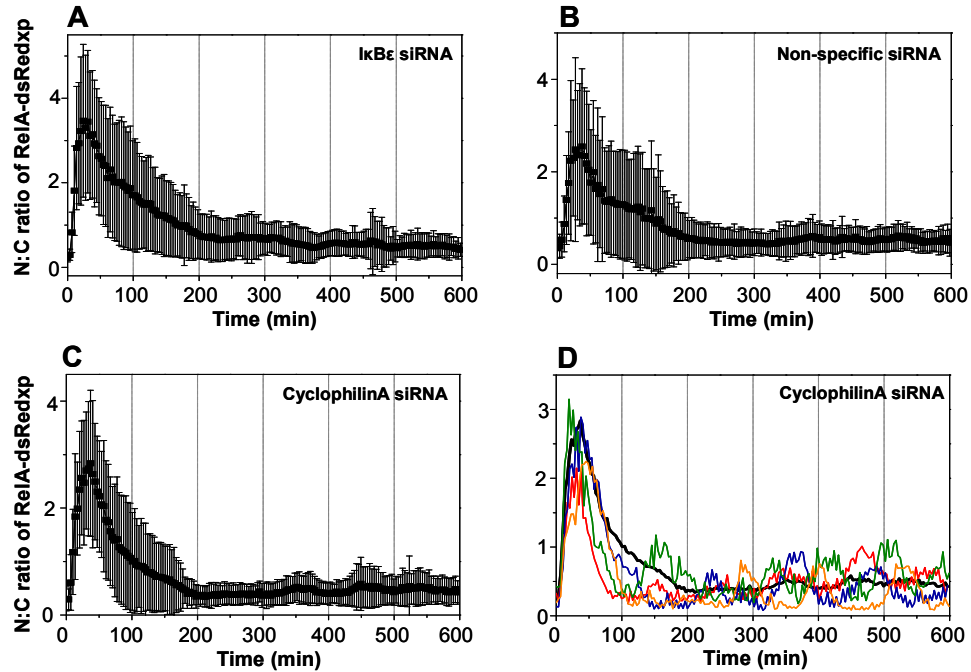 A
IκBε siRNA
N:C ratio of RelA-dsRedxp
4
2
0
0 100 200 300 400 500 600
Time (min)
B
Non-specific siRNA
4
2
0
0 100 200 300 400 500 600
Time (min)
C
CyclophilinA siRNA
N:C ratio of RelA-dsRedxp
4
2
0
0 100 200 300 400 500 600
Time (min)
D
CyclophilinA siRNA
3
2
1
0
0 100 200 300 400 500 600
Time (min)